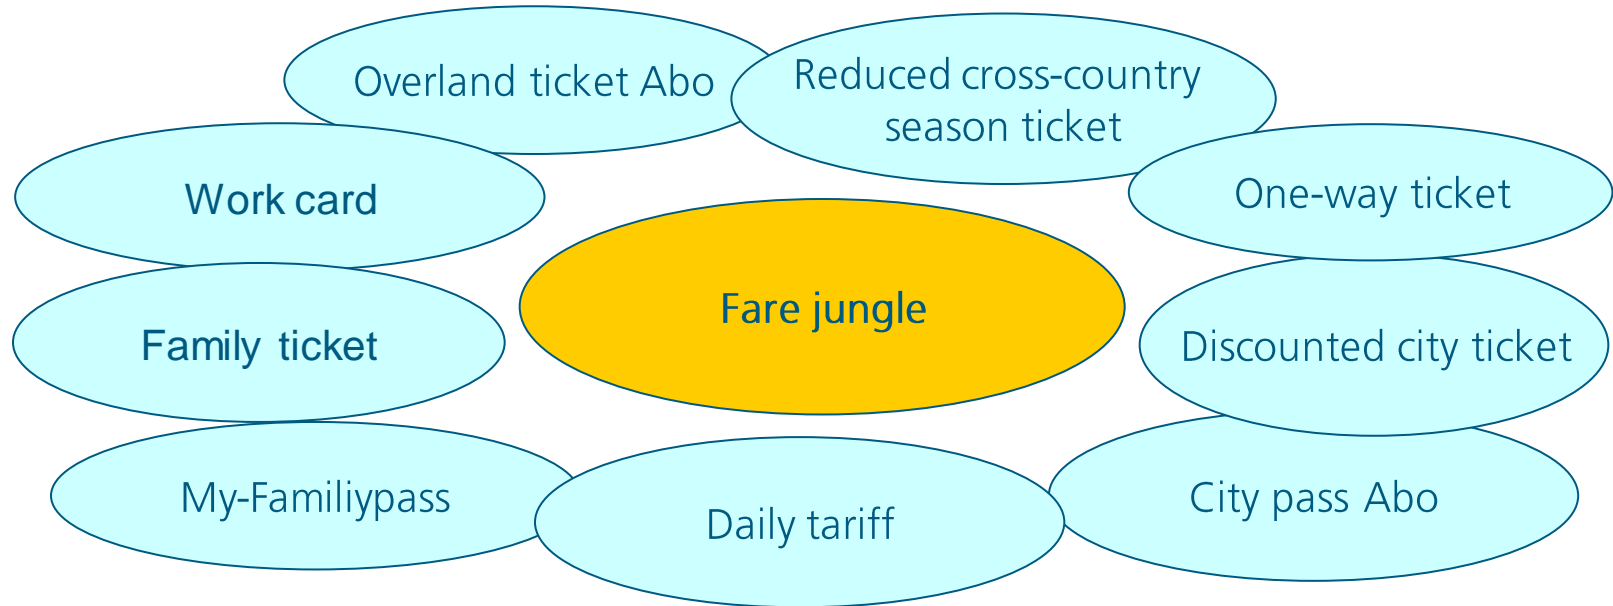 Overland ticket Abo
Reduced cross-country
season ticket
Work card
One-way ticket
Fare jungle
Family ticket
Discounted city ticket
My-Familiypass
Daily tariff
City pass Abo